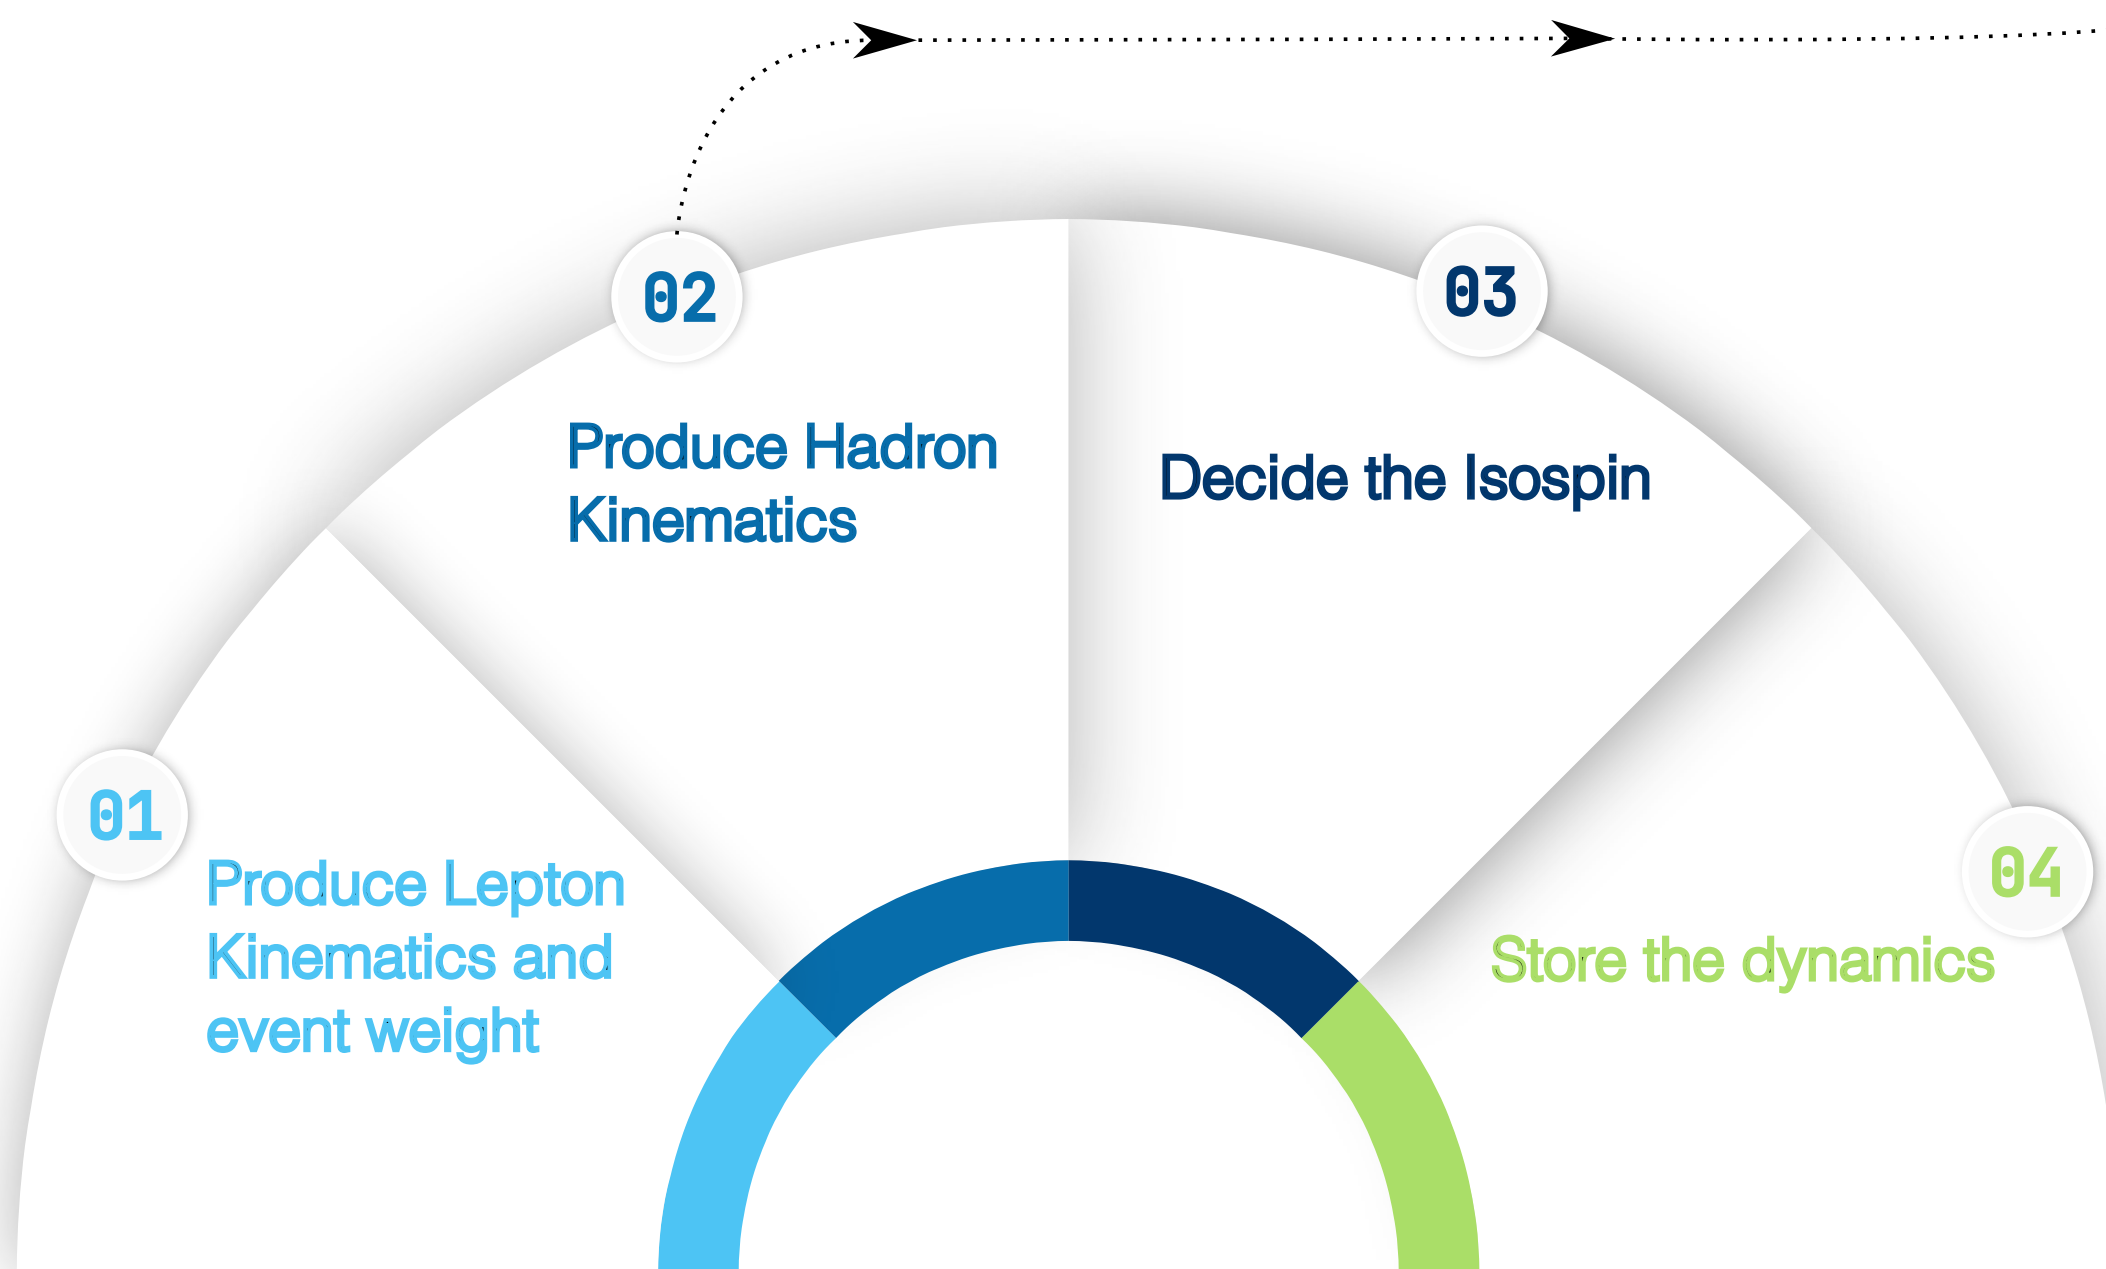 02
03
Produce Hadron
Kinematics
Decide the Isospin
01
Produce Lepton
Kinematics and
event weight
04
Store the dynamics